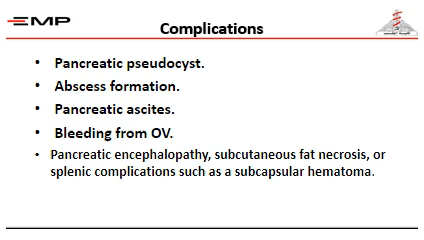 EMP
Complications
• Pancreatic pseudocyst.
• Abscess formation.
• Pancreatic ascites.
• Bleeding from OV.
• Pancreatic encephalopathy, subcutaneous fat necrosis, or
splenic complications such as a subcapsular hematoma.